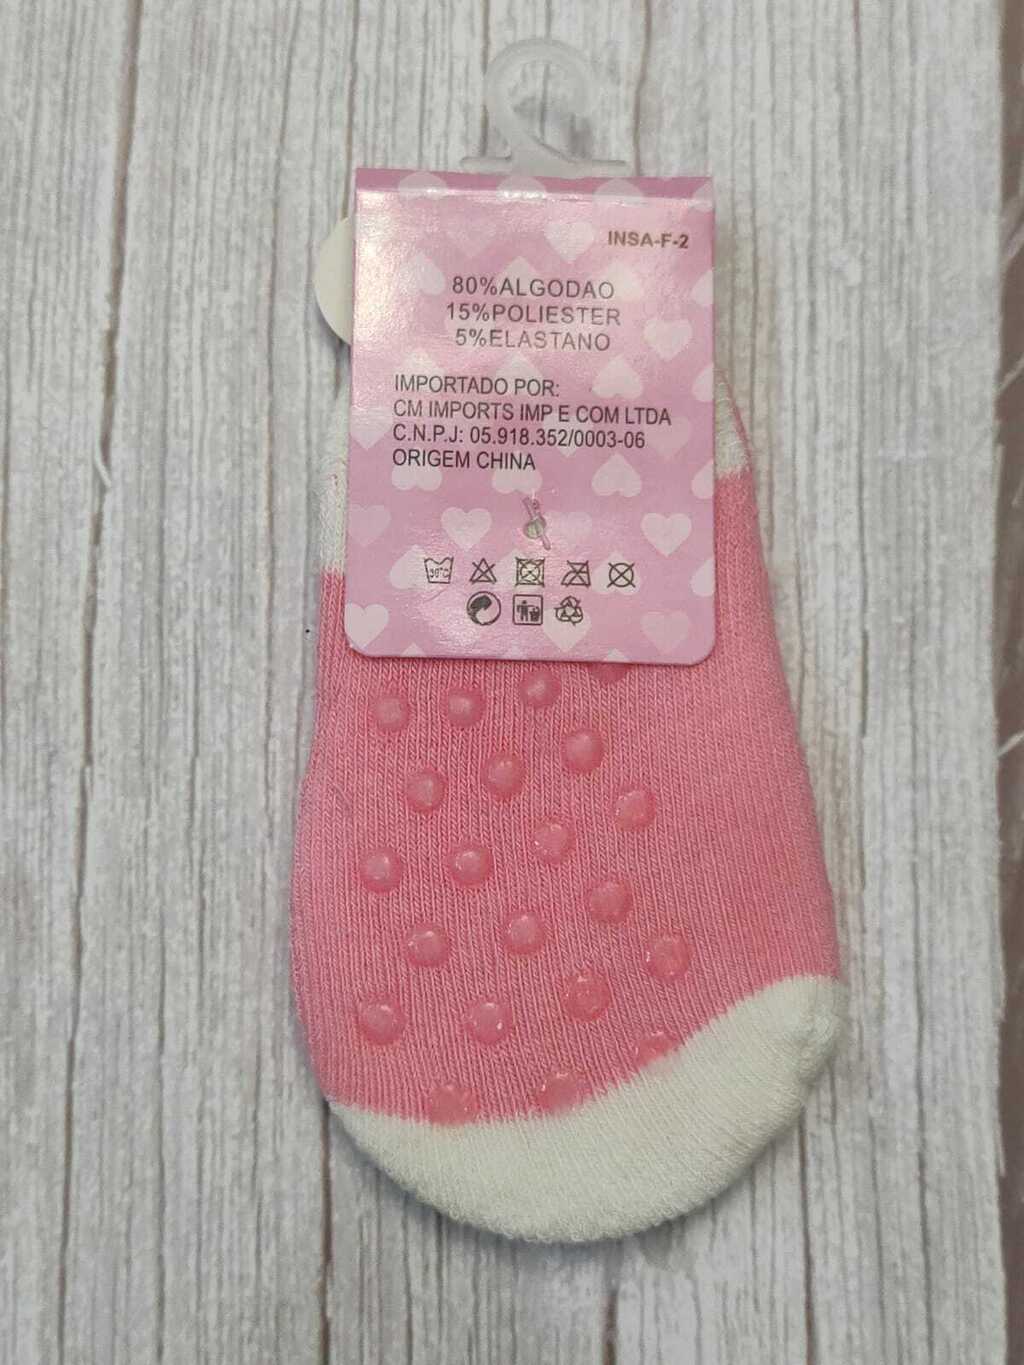 INSA-F-2
80%ALGODAO
15%POLIESTER
5%ELASTANO
IMPORTADO POR:
CM IMPORTS IMP E COM LTDA
C.N.P.J: 05.918.352/0003-06
ORIGEM CHINA
30°C